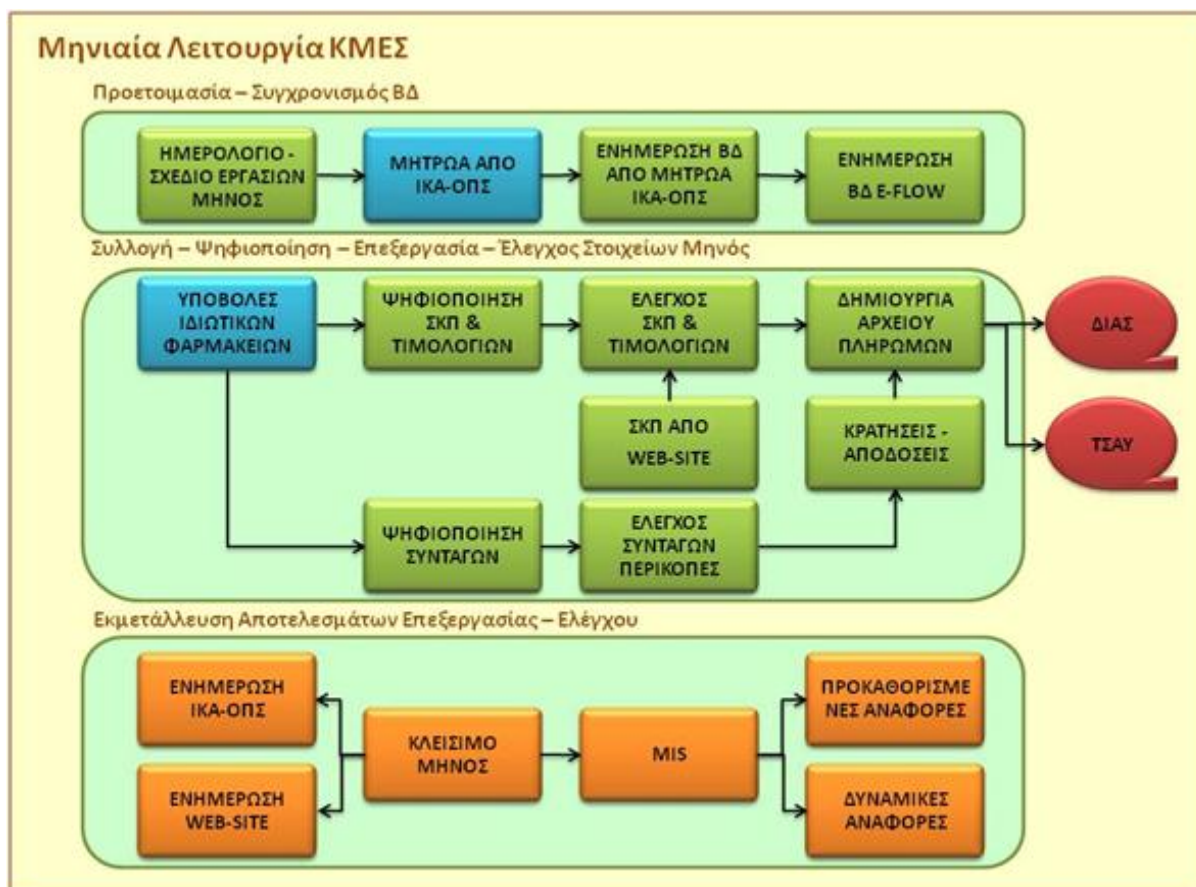 Μηνιαία Λειτουργία ΚΜΕΣ
Προετοιμασία – Συγχρονισμός ΒΔ
ΗΜΕΡΟΛΟΓΙΟ -
ΣΧΕΔΙΟ ΕΡΓΑΣΙΩΝ
ΜΗΝΟΣ
ΜΗΤΡΩΑ ΑΠΟ
ΙΚΑ-ΟΠΣ
ΕΝΗΜΕΡΩΣΗ ΒΔ
ΑΠΟ ΜΗΤΡΩΑ
ΙΚΑ-ΟΠΣ
ΕΝΗΜΕΡΩΣΗ
ΒΔ E-FLOW
Συλλογή – Ψηφιοποίηση – Επεξεργασία – Έλεγχος Στοιχείων Μηνός
ΥΠΟΒΟΛΕΣ
ΙΔΙΩΤΙΚΩΝ
ΦΑΡΜΑΚΕΙΩΝ
ΨΗΦΙΟΠΟΙΗΣΗ
ΣΚΠ &
ΤΙΜΟΛΟΓΙΩΝ
ΕΛΕΓΧΟΣ
ΣΚΠ &
ΤΙΜΟΛΟΓΙΩΝ
ΔΗΜΙΟΥΡΓΙΑ
ΑΡΧΕΙΟΥ
ΠΛΗΡΩΜΩΝ
ΔΙΑΣ
ΣΚΠ ΑΠΟ
WEB-SITE
ΚΡΑΤΗΣΕΙΣ -
ΑΠΟΔΟΣΕΙΣ
ΤΣΑΥ
ΨΗΦΙΟΠΟΙΗΣΗ
ΣΥΝΤΑΓΩΝ
ΕΛΕΓΧΟΣ
ΣΥΝΤΑΓΩΝ
ΠΕΡΙΚΟΠΕΣ
Εκμετάλλευση Αποτελεσμάτων Επεξεργασίας – Ελέγχου
ΕΝΗΜΕΡΩΣΗ
ΙΚΑ-ΟΠΣ
ΕΝΗΜΕΡΩΣΗ
WEB-SITE
ΚΛΕΙΣΙΜΟ
ΜΗΝΟΣ
MIS
ΠΡΟΚΑΘΟΡΙΣΜΕ
ΝΕΣ ΑΝΑΦΟΡΕΣ
ΔΥΝΑΜΙΚΕΣ
ΑΝΑΦΟΡΕΣ